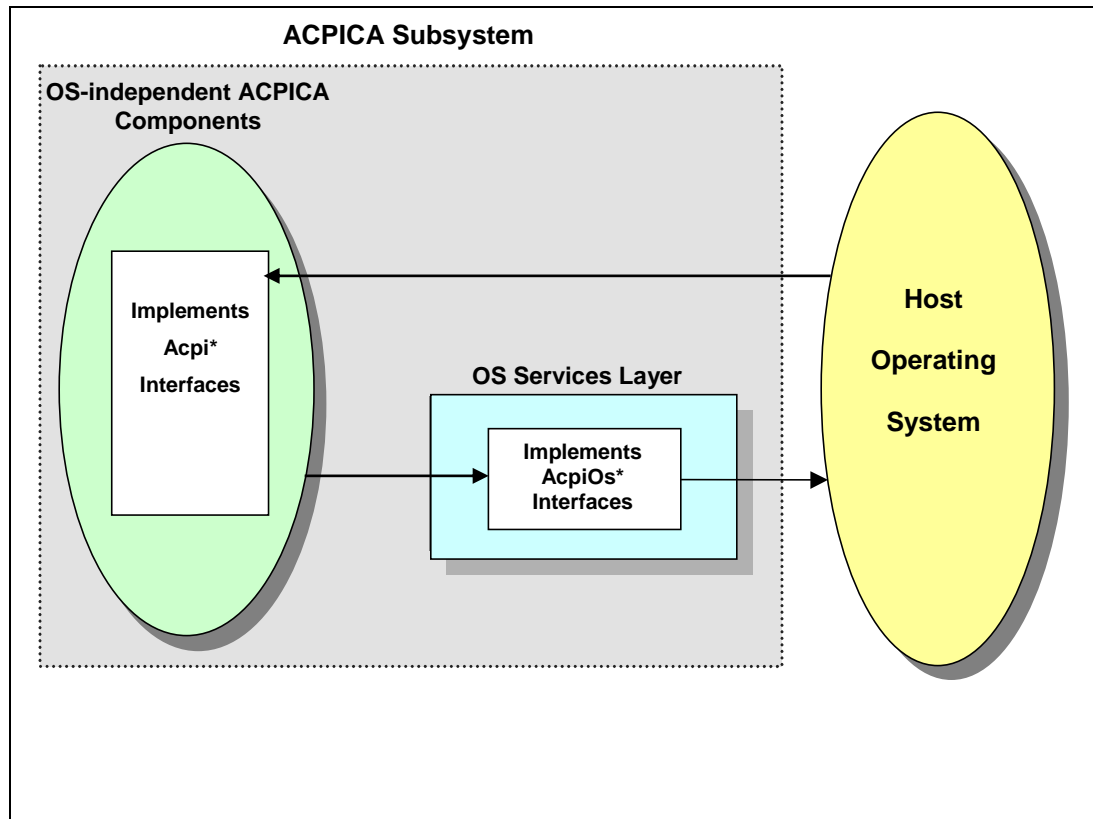 ACPICA Subsystem
OS-independent ACPICA
Components
Implements
Acpi*
Interfaces
OS Services Layer
Implements
AcpiOs*
Interfaces
Host
Operating
System